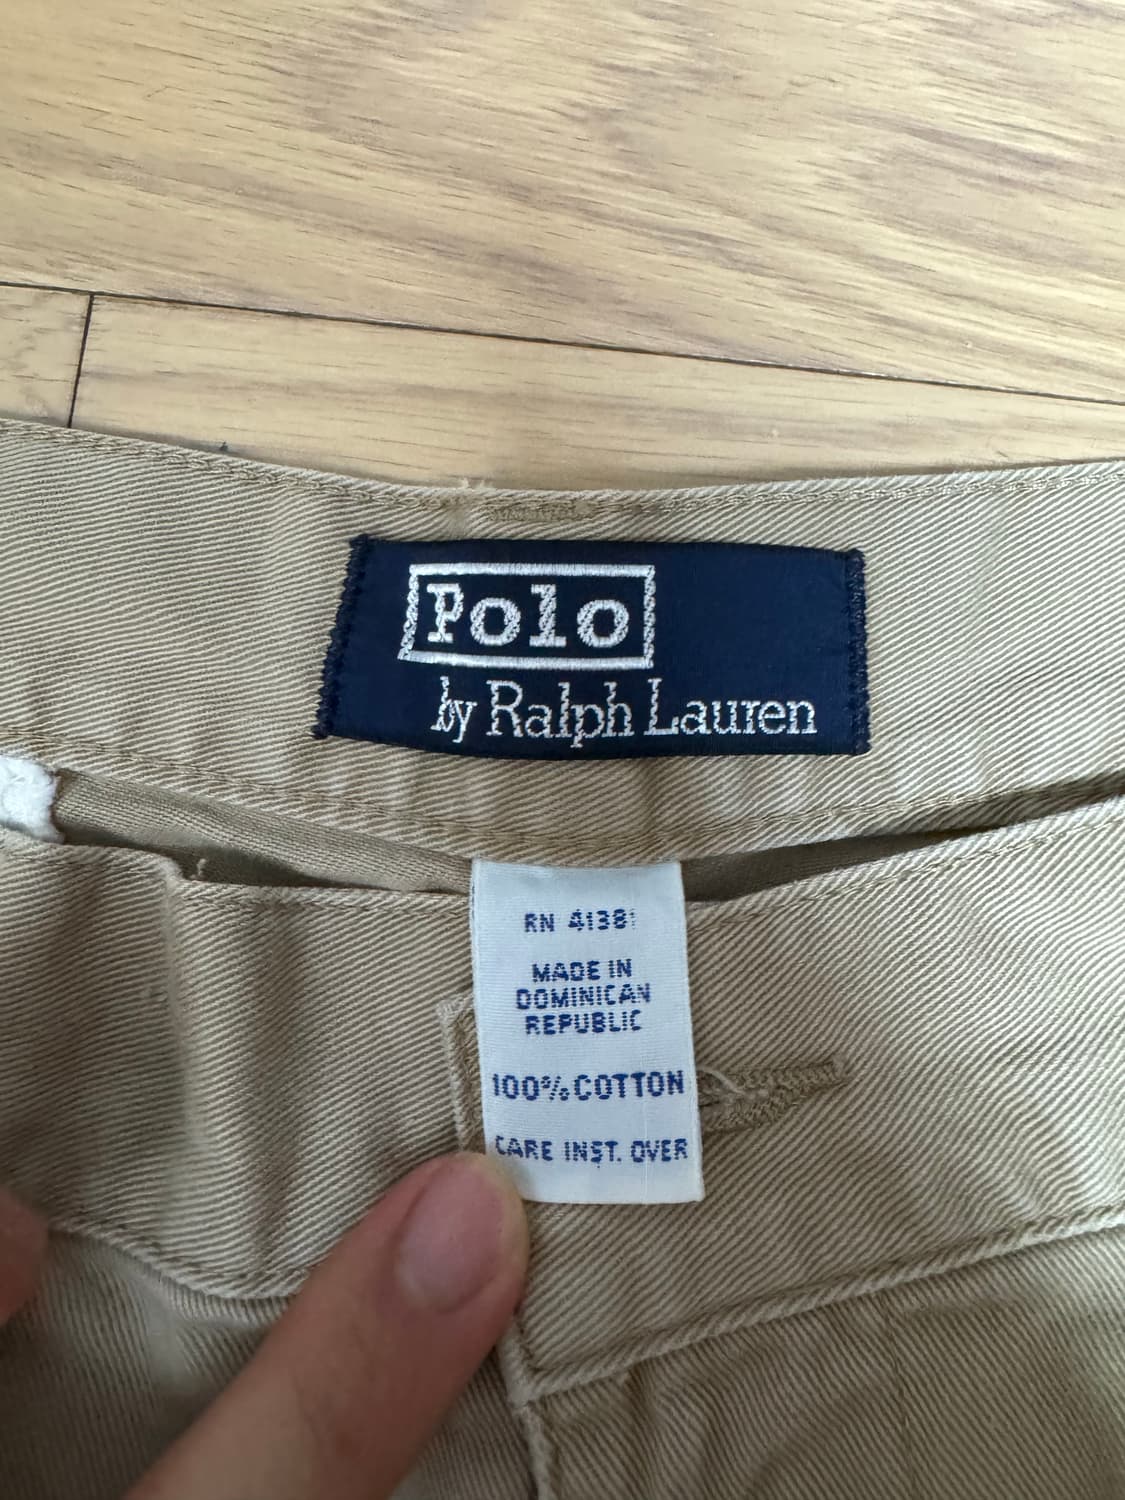 Polo
by Ralph Lauren
RN 41381
MADE IN
DOMINICAN
REPUBLIC
100% COTTON
CARE INST. OVER